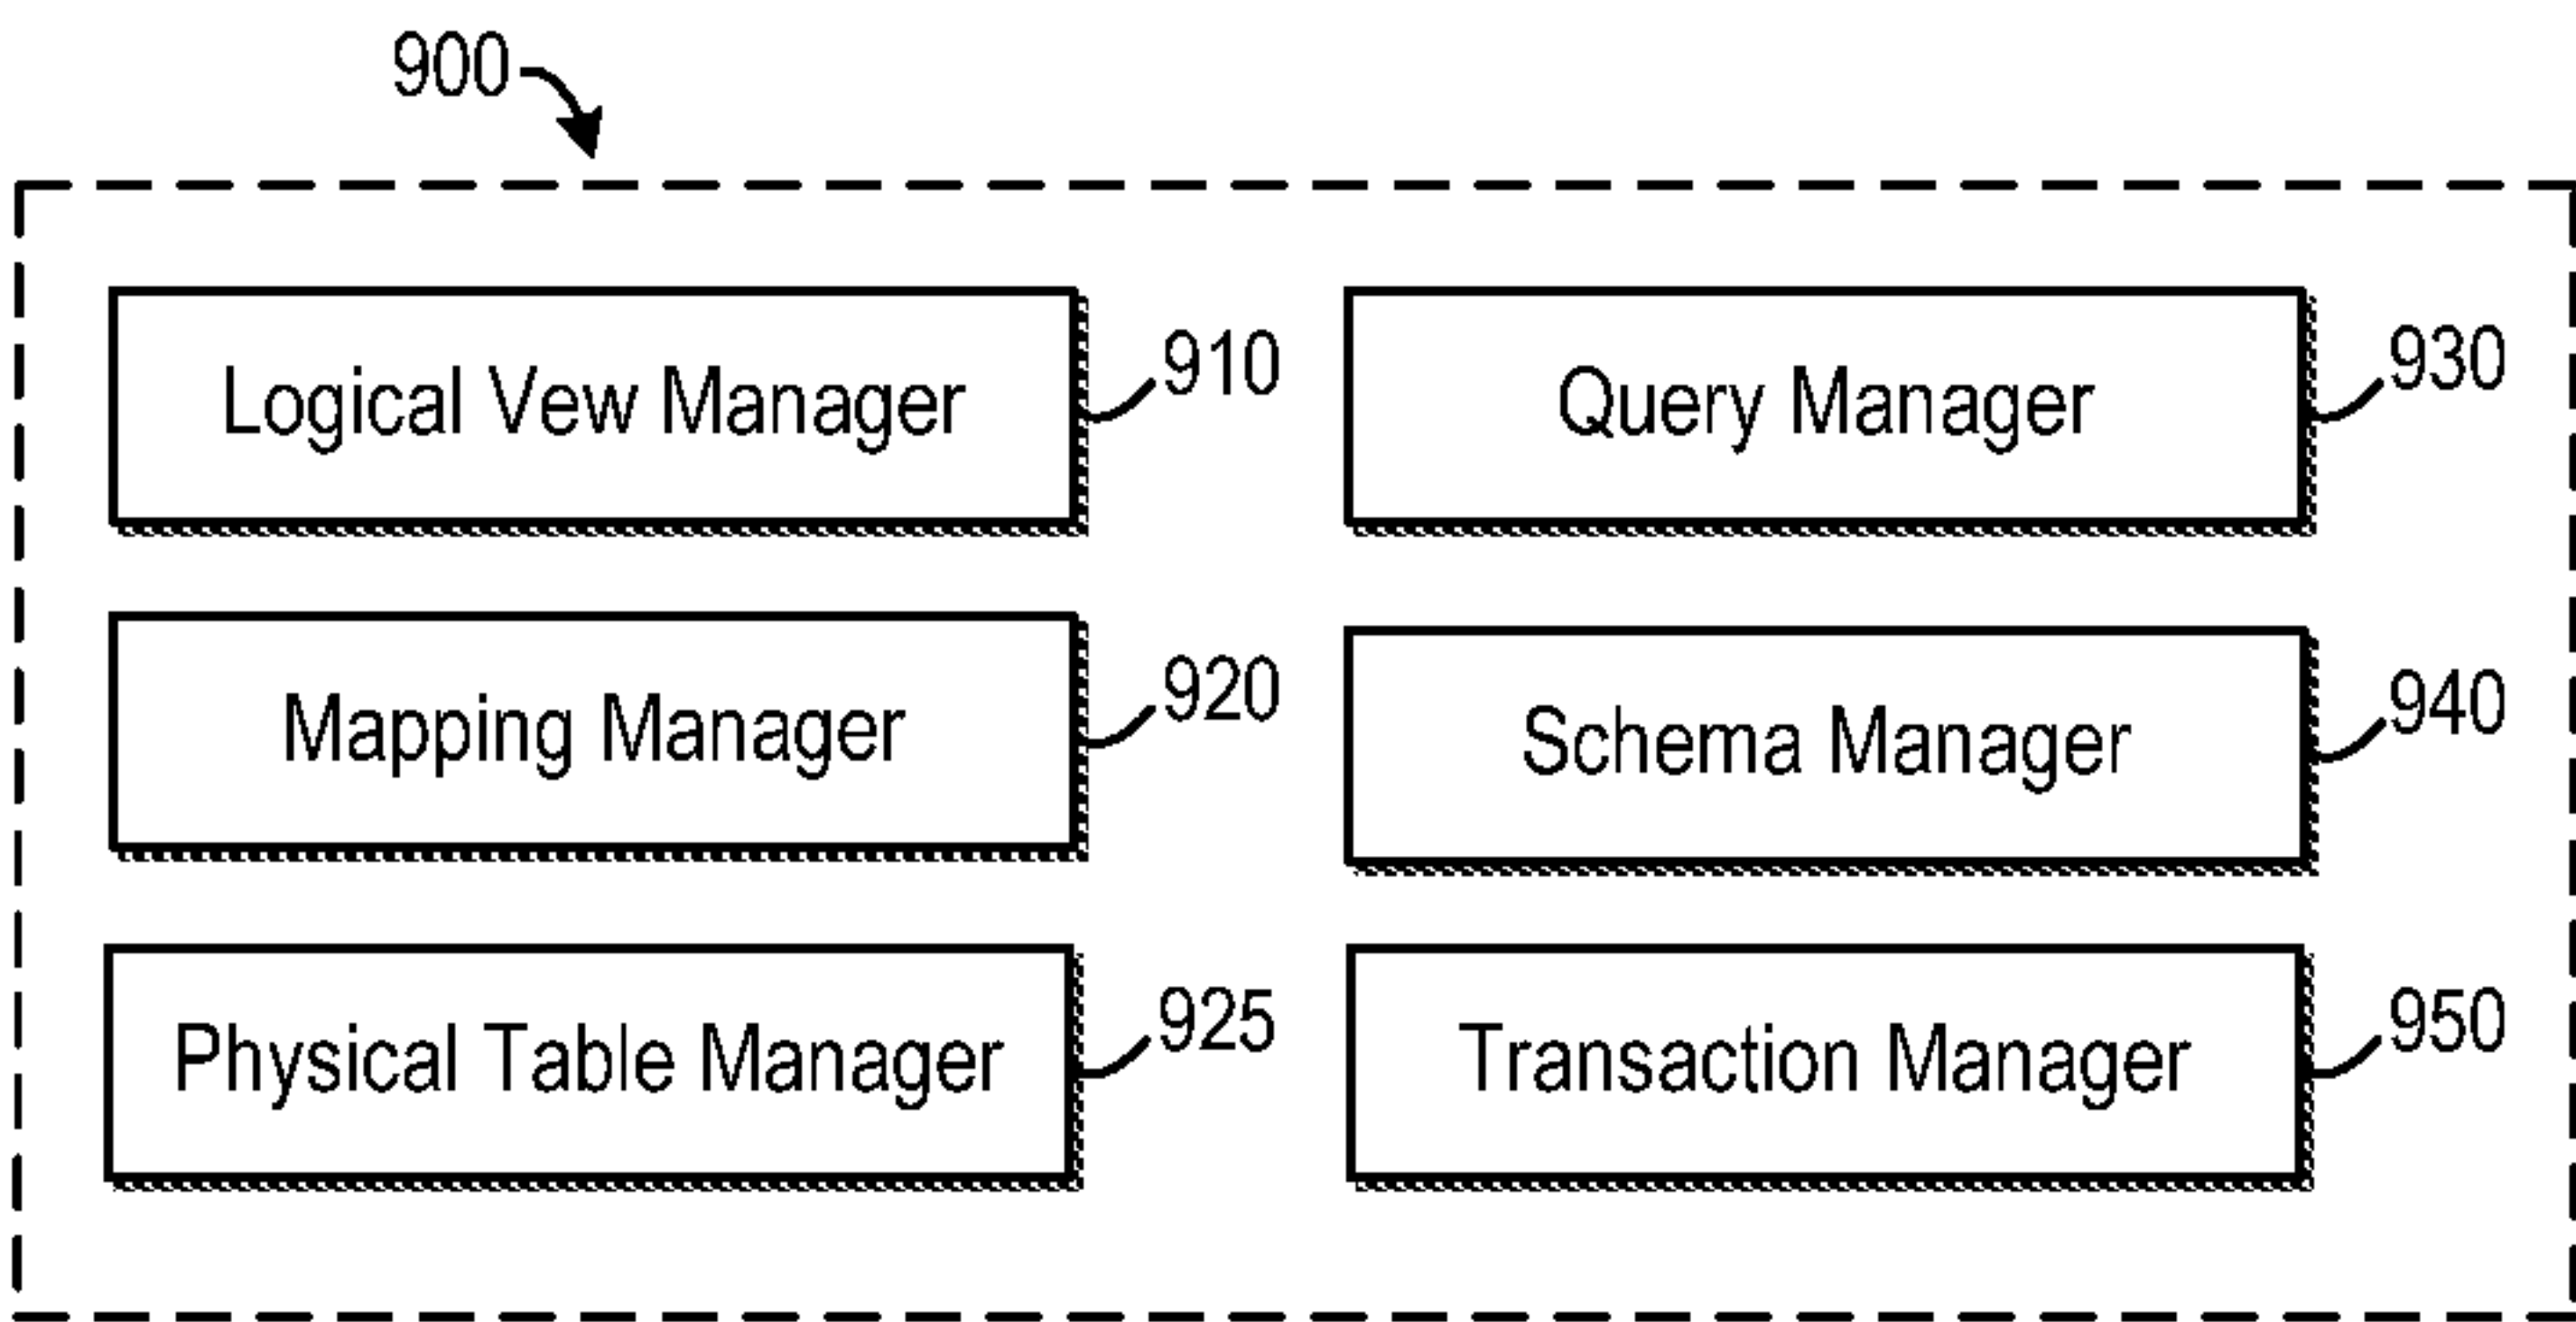 900
Logical Vew Manager
910
Query Manager
930
Mapping Manager
920
Schema Manager
940
Physical Table Manager
925
Transaction Manager
950